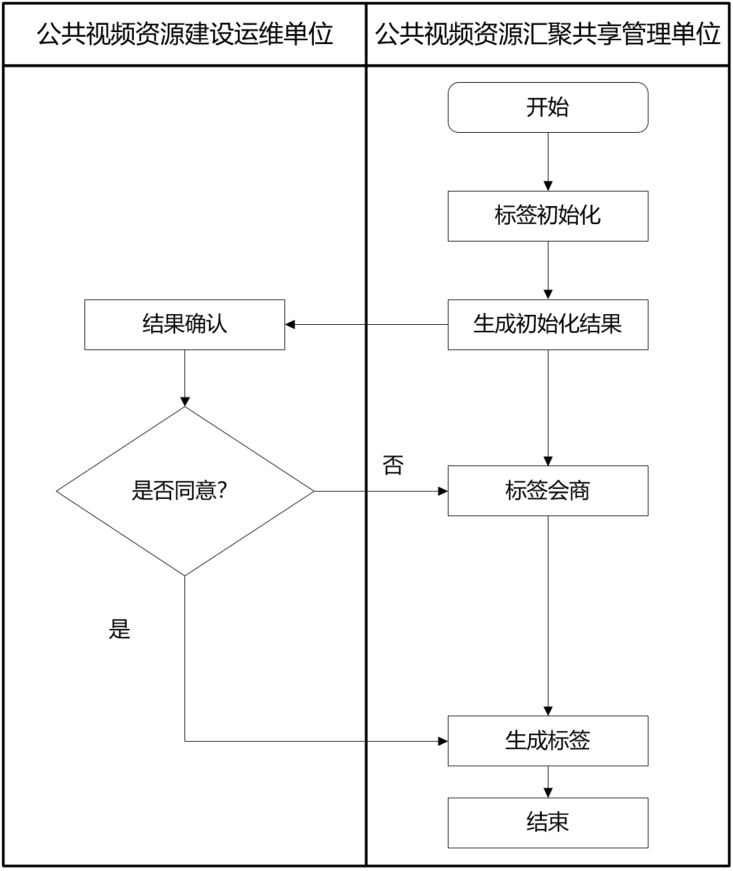 公共视频资源建设运维单位
公共视频资源汇聚共享管理单位
开始
标签初始化
结果确认
生成初始化结果
是否同意?
否
标签会商
是
生成标签
结束